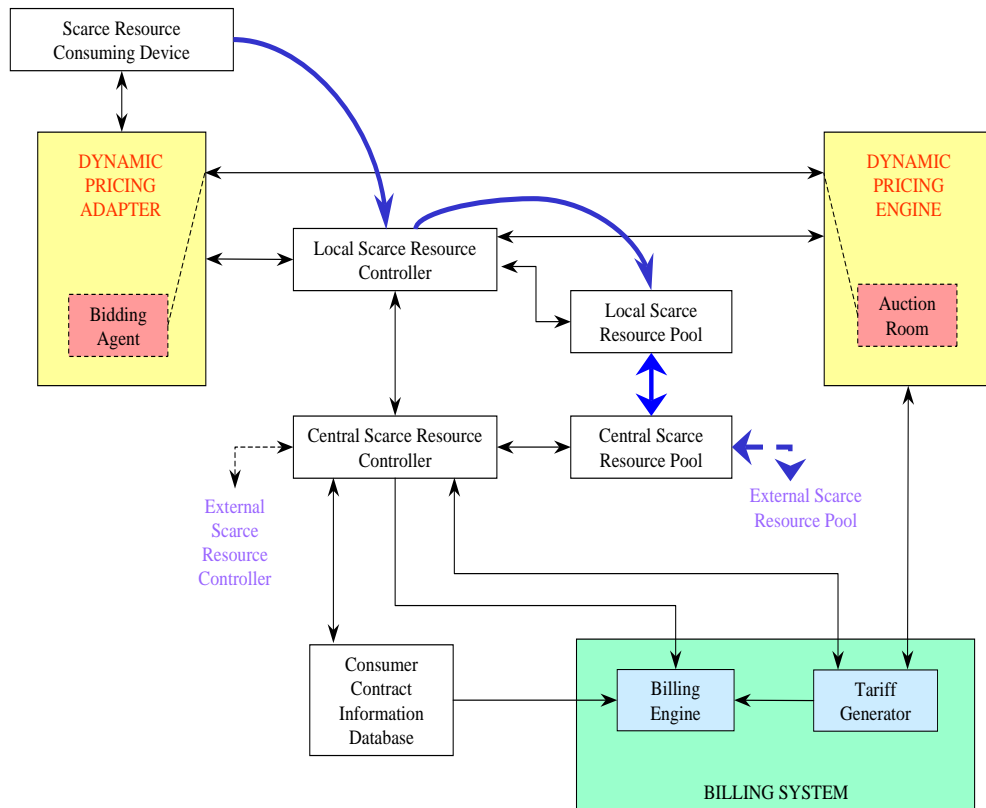 Scarce Resource
Consuming Device
DYNAMIC
PRICING
ADAPTER
DYNAMIC
PRICING
ENGINE
Local Scarce Resource
Controller
Bidding
Agent
Local Scarce
Resource Pool
Auction
Room
Central Scarce Resource
Controller
Central Scarce
Resource Pool
External
Scarce
Resource
Controller
External Scarce
Resource Pool
Consumer
Contract
Information
Database
Billing
Engine
Tariff
Generator
BILLING SYSTEM